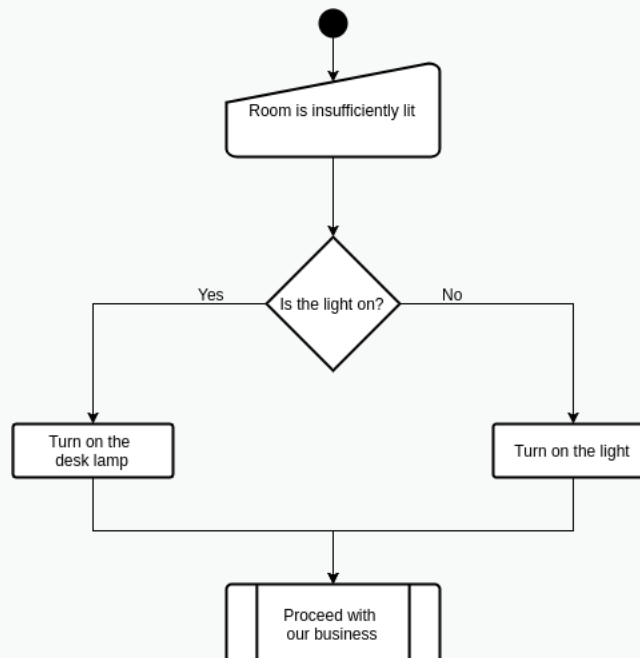 Room is insufficiently lit
Is the light on?
Yes
No
Turn on the
desk lamp
Turn on the light
Proceed with
our business